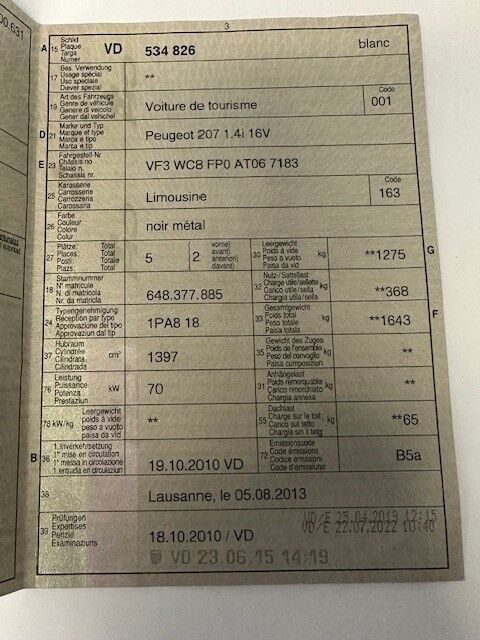 00.631
3
A 15 Schild Plaque Targa Numer VD 534 826 blanc
17 Bes. Verwendung Usage spécial Uso speciale Diever spezial **
19 Art des Fahrzeugs Genre de véhicule Genere di veicolo Gener dal vehichel Voiture de tourisme Code 001
D 21 Marke und Typ Marque et type Marca e tipo Marca e tip Peugeot 207 1.4i 16V
E 23 Fahrgestell-Nr. Châssis no Telaio n. Schassis nr. VF3 WC8 FP0 AT06 7183
25 Karosserie Carrosserie Carrozzeria Carossaria Limousine Code 163
26 Farbe Couleur Colore Color noir métal
27 Plätze: Total Places: Total Posti: Totale Plazs: Total 5 2 vorne) avant) anteriori) davant)
30 Leergewicht Poids à vide Peso a vuoto Paisa da vid kg **1275 G
18 Stammnummer N° matricule N. di matricola Nr. da matricla 648.377.885
32 Nutz-/Sattellast Charge utile/sellette Carico utile/sella Chargia utila/sella kg **368
24 Typengenehmigung Réception par type Approvazione del tipo Approvaziun dal tip 1PA8 18
33 Gesamtgewicht Poids total Peso totale Paisa totala kg **1643 F
37 Hubraum Cylindrée Cilindrata Cilindrada cm³ 1397
35 Gewicht des Zuges Poids de l'ensemble Peso del convoglio Paisa cumposiziun kg **
76 Leistung Puissance Potenza Prestaziun kW 70
31 Anhängelast Poids remorquable Carico rimorchiato Chargia annexa kg **
78 kW/kg Leergewicht poids à vide peso a vuoto paisa da vid **
55 Dachlast Charge sur le toit Carico sul tetto Chargia sin il tetg kg **65
B 36 1. Inverkehrsetzung 1re mise en circulation 1a messa in circolazione 1. entrada en circulaziun 19.10.2010 VD
72 Emissionscode Code émissions Codice emissioni Code d'emissiuns B5a
38 Lausanne, le 05.08.2013
39 Prüfungen Expertises Perizie Examinaziuns 18.10.2010 / VD
VD/E 25.04.2019 12:15
VD/E 22.07.2022 10:40
VD 23.06.15 14:19